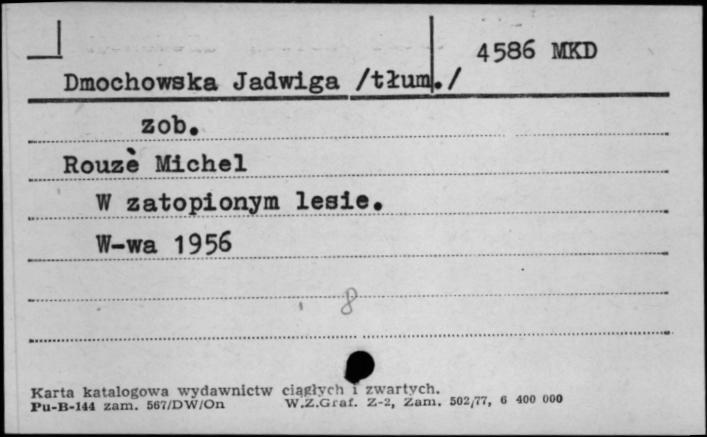 4586 MKD
Dmochowska Jadwiga /tłum./
zob.
Rouzè Michel
W zatopionym lesie.
W-wa 1956
8
Karta katalogowa wydawnictw ciągłych i zwartych.
Pu-B-144 zam. 567/DW/On W.Z.Graf. Z-2, Zam. 502/77, 6 400 000